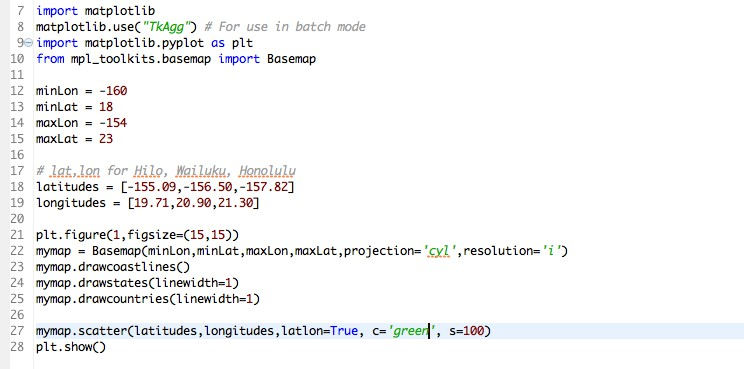 7 import matplotlib
8 matplotlib.use("TkAgg") # For use in batch mode
9 import matplotlib.pyplot as plt
10 from mpl_toolkits.basemap import Basemap
11
12 minLon = -160
13 minLat = 18
14 maxLon = -154
15 maxLat = 23
16
17 # lat,lon for Hilo, Wailuku, Honolulu
18 latitudes = [-155.09,-156.50,-157.82]
19 longitudes = [19.71,20.90,21.30]
20
21 plt.figure(1,figsize=(15,15))
22 mymap = Basemap(minLon,minLat,maxLon,maxLat,projection='cyl',resolution='i')
23 mymap.drawcoastlines()
24 mymap.drawstates(linewidth=1)
25 mymap.drawcountries(linewidth=1)
26
27 mymap.scatter(latitudes,longitudes,latlon=True, c='green', s=100)
28 plt.show()